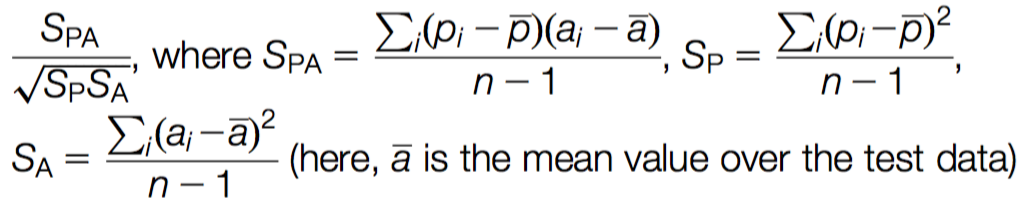 S_PA / √(S_P S_A), where S_PA = Σ_i(p_i − p̄)(a_i − ā) / (n − 1), S_P = Σ_i(p_i − p̄)² / (n − 1),
S_A = Σ_i(a_i − ā)² / (n − 1) (here, ā is the mean value over the test data)